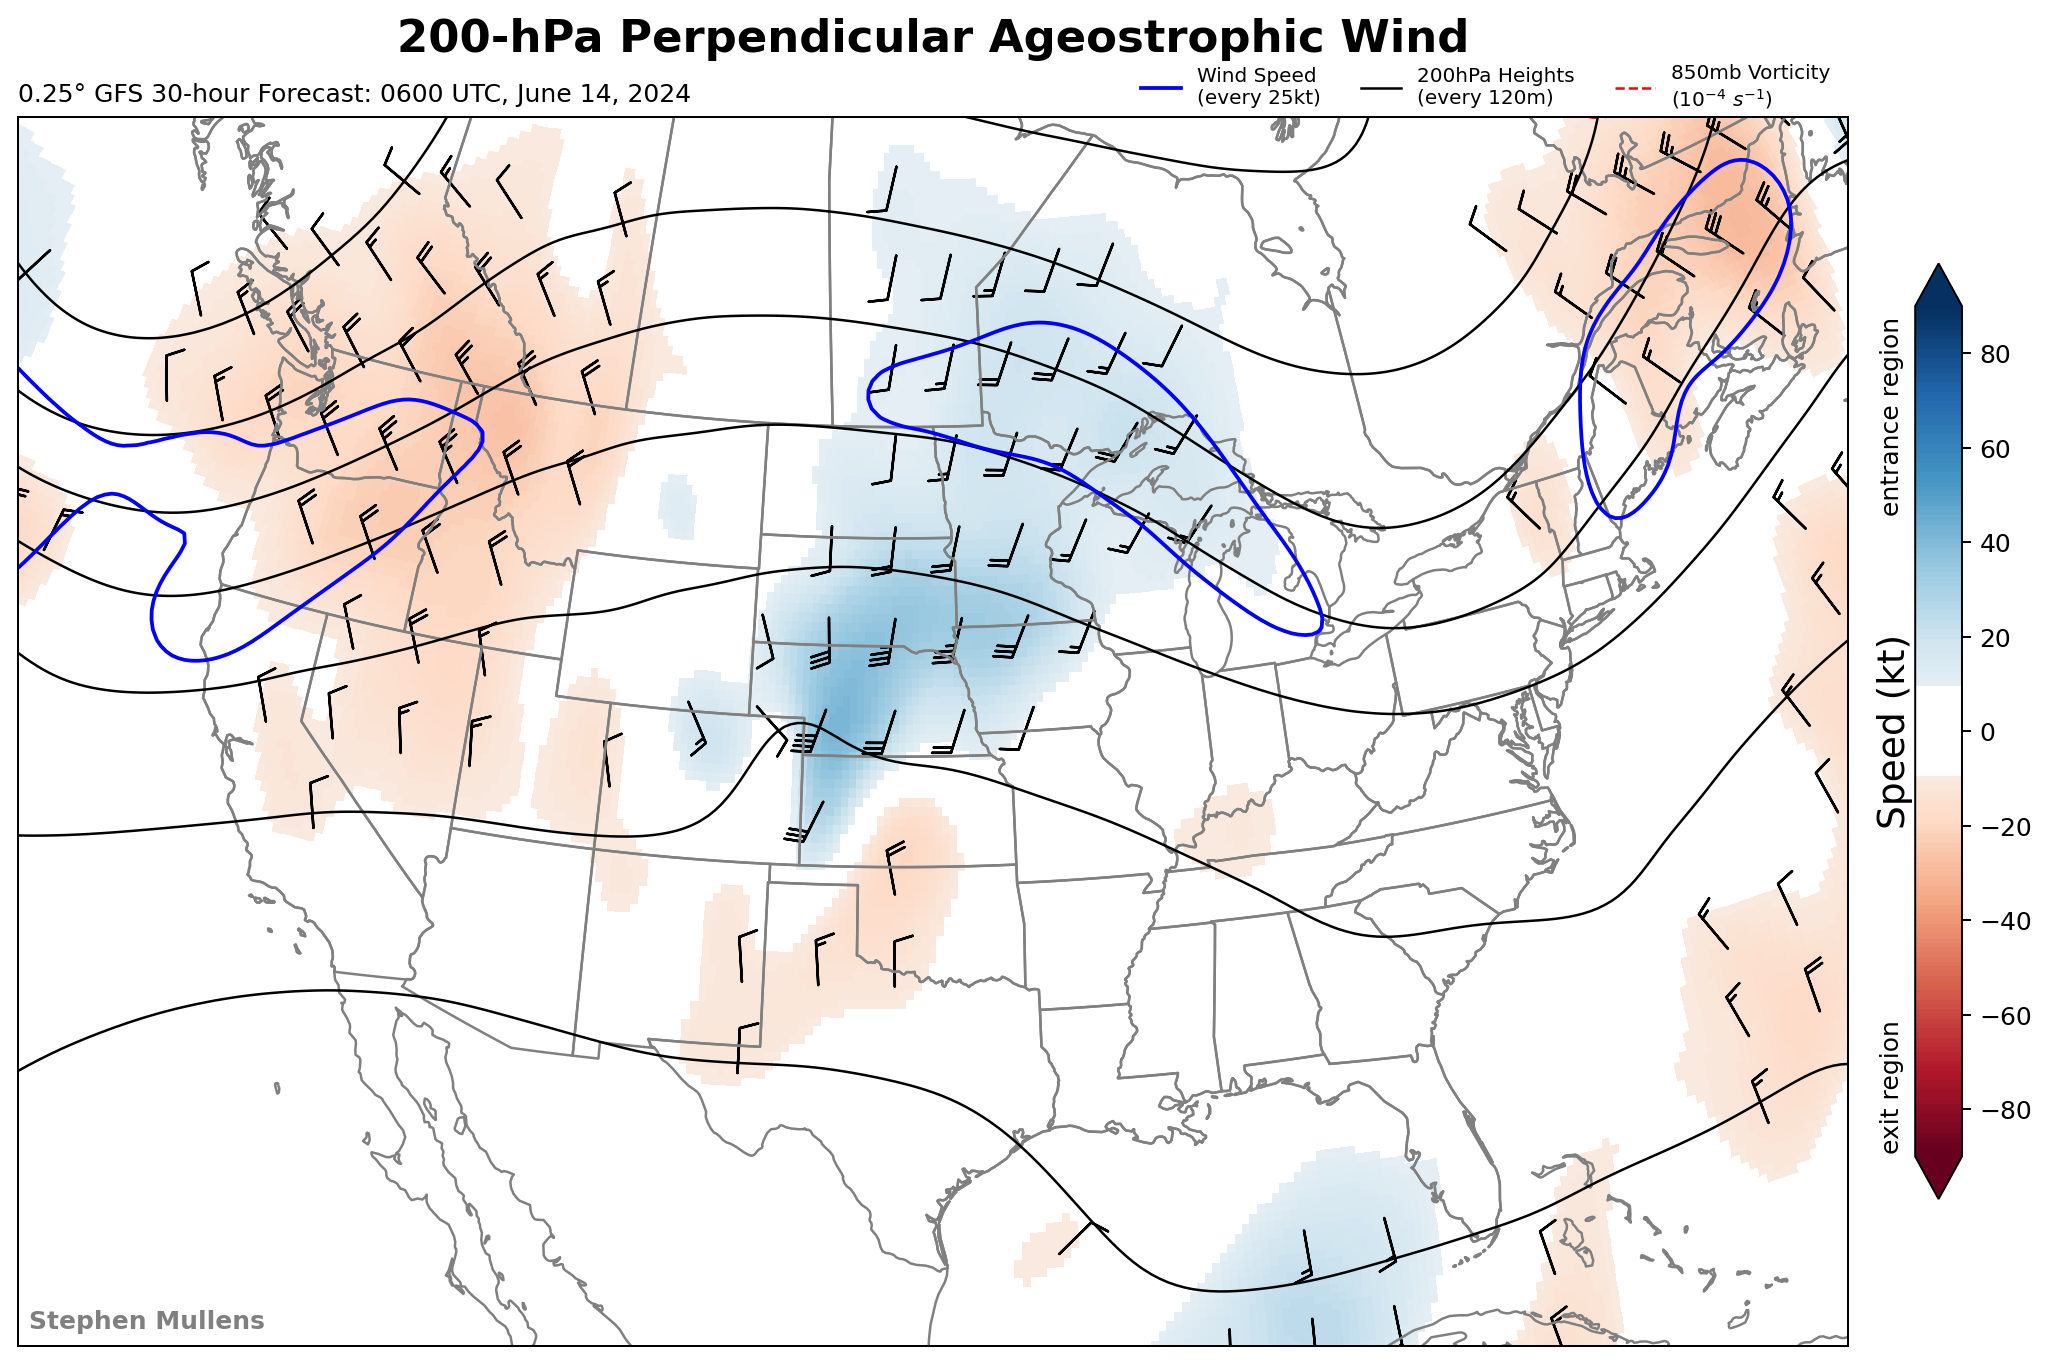 200-hPa Perpendicular Ageostrophic Wind
0.25° GFS 30-hour Forecast: 0600 UTC, June 14, 2024
Wind Speed
(every 25kt)
200hPa Heights
(every 120m)
850mb Vorticity
(10⁻⁴ s⁻¹)
entrance region
exit region
Speed (kt)
80
60
40
20
0
−20
−40
−60
−80
Stephen Mullens